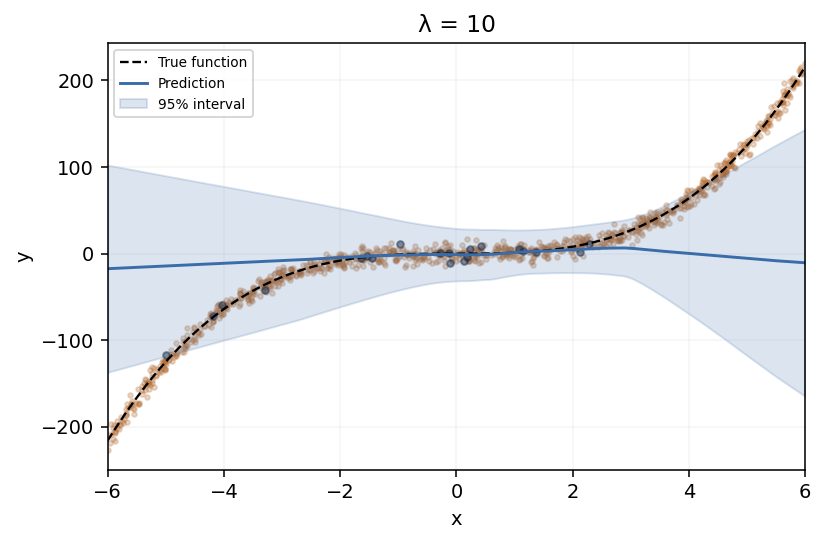 λ = 10
True function
Prediction
95% interval
200
100
0
−100
−200
y
−6
−4
−2
0
2
4
6
x